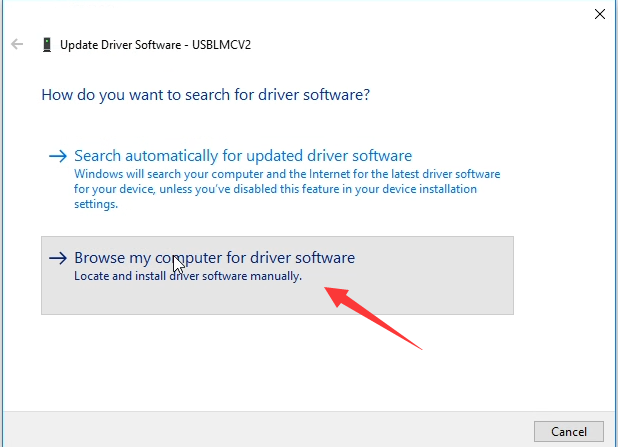 Update Driver Software - USBLMCV2
How do you want to search for driver software?
Search automatically for updated driver software
Windows will search your computer and the Internet for the latest driver software
for your device, unless you've disabled this feature in your device installation
settings.
Browse my computer for driver software
Locate and install driver software manually.
Cancel